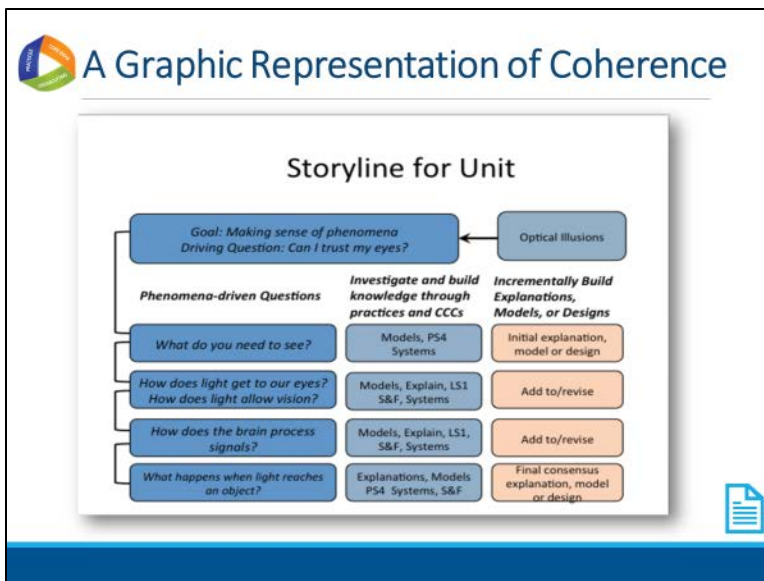 A Graphic Representation of Coherence
Storyline for Unit
Goal: Making sense of phenomena
Driving Question: Can I trust my eyes?
Optical Illusions
Phenomena-driven Questions
Investigate and build
knowledge through
practices and CCCs
Incrementally Build
Explanations,
Models, or Designs
What do you need to see?
Models, PS4
Systems
Initial explanation,
model or design
How does light get to our eyes?
How does light allow vision?
Models, Explain, LS1
S&F, Systems
Add to/revise
How does the brain process
signals?
Models, Explain, LS1,
S&F, Systems
Add to/revise
What happens when light reaches
an object?
Explanations, Models
PS4 Systems, S&F
Final consensus
explanation, model
or design